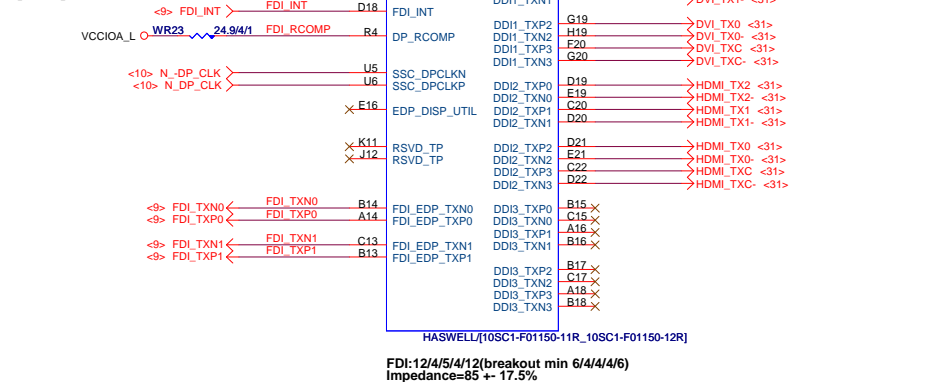 DDI1_TXN1 DVI_TX1- <31>
<9> FDI_INT FDI_INT D18 FDI_INT
DDI1_TXP2 G19 DVI_TX0 <31>
VCCIOA_L WR23 24.9/4/1 FDI_RCOMP R4 DP_RCOMP DDI1_TXN2 H19 DVI_TX0- <31>
DDI1_TXP3 F20 DVI_TXC <31>
DDI1_TXN3 G20 DVI_TXC- <31>
<10> N_-DP_CLK U5 SSC_DPCLKN
<10> N_DP_CLK U6 SSC_DPCLKP DDI2_TXP0 D19 HDMI_TX2 <31>
DDI2_TXN0 E19 HDMI_TX2- <31>
E16 EDP_DISP_UTIL DDI2_TXP1 C20 HDMI_TX1 <31>
DDI2_TXN1 D20 HDMI_TX1- <31>
K11 RSVD_TP DDI2_TXP2 D21 HDMI_TX0 <31>
J12 RSVD_TP DDI2_TXN2 E21 HDMI_TX0- <31>
DDI2_TXP3 C22 HDMI_TXC <31>
DDI2_TXN3 D22 HDMI_TXC- <31>
<9> FDI_TXN0 FDI_TXN0 B14 FDI_EDP_TXN0 DDI3_TXP0 B15
<9> FDI_TXP0 FDI_TXP0 A14 FDI_EDP_TXP0 DDI3_TXN0 C15
DDI3_TXP1 A16
<9> FDI_TXN1 FDI_TXN1 C13 FDI_EDP_TXN1 DDI3_TXN1 B16
<9> FDI_TXP1 FDI_TXP1 B13 FDI_EDP_TXP1
DDI3_TXP2 B17
DDI3_TXN2 C17
DDI3_TXP3 A18
DDI3_TXN3 B18
HASWELL/[10SC1-F01150-11R_10SC1-F01150-12R]
FDI:12/4/5/4/12(breakout min 6/4/4/4/6)
Impedance=85 +- 17.5%